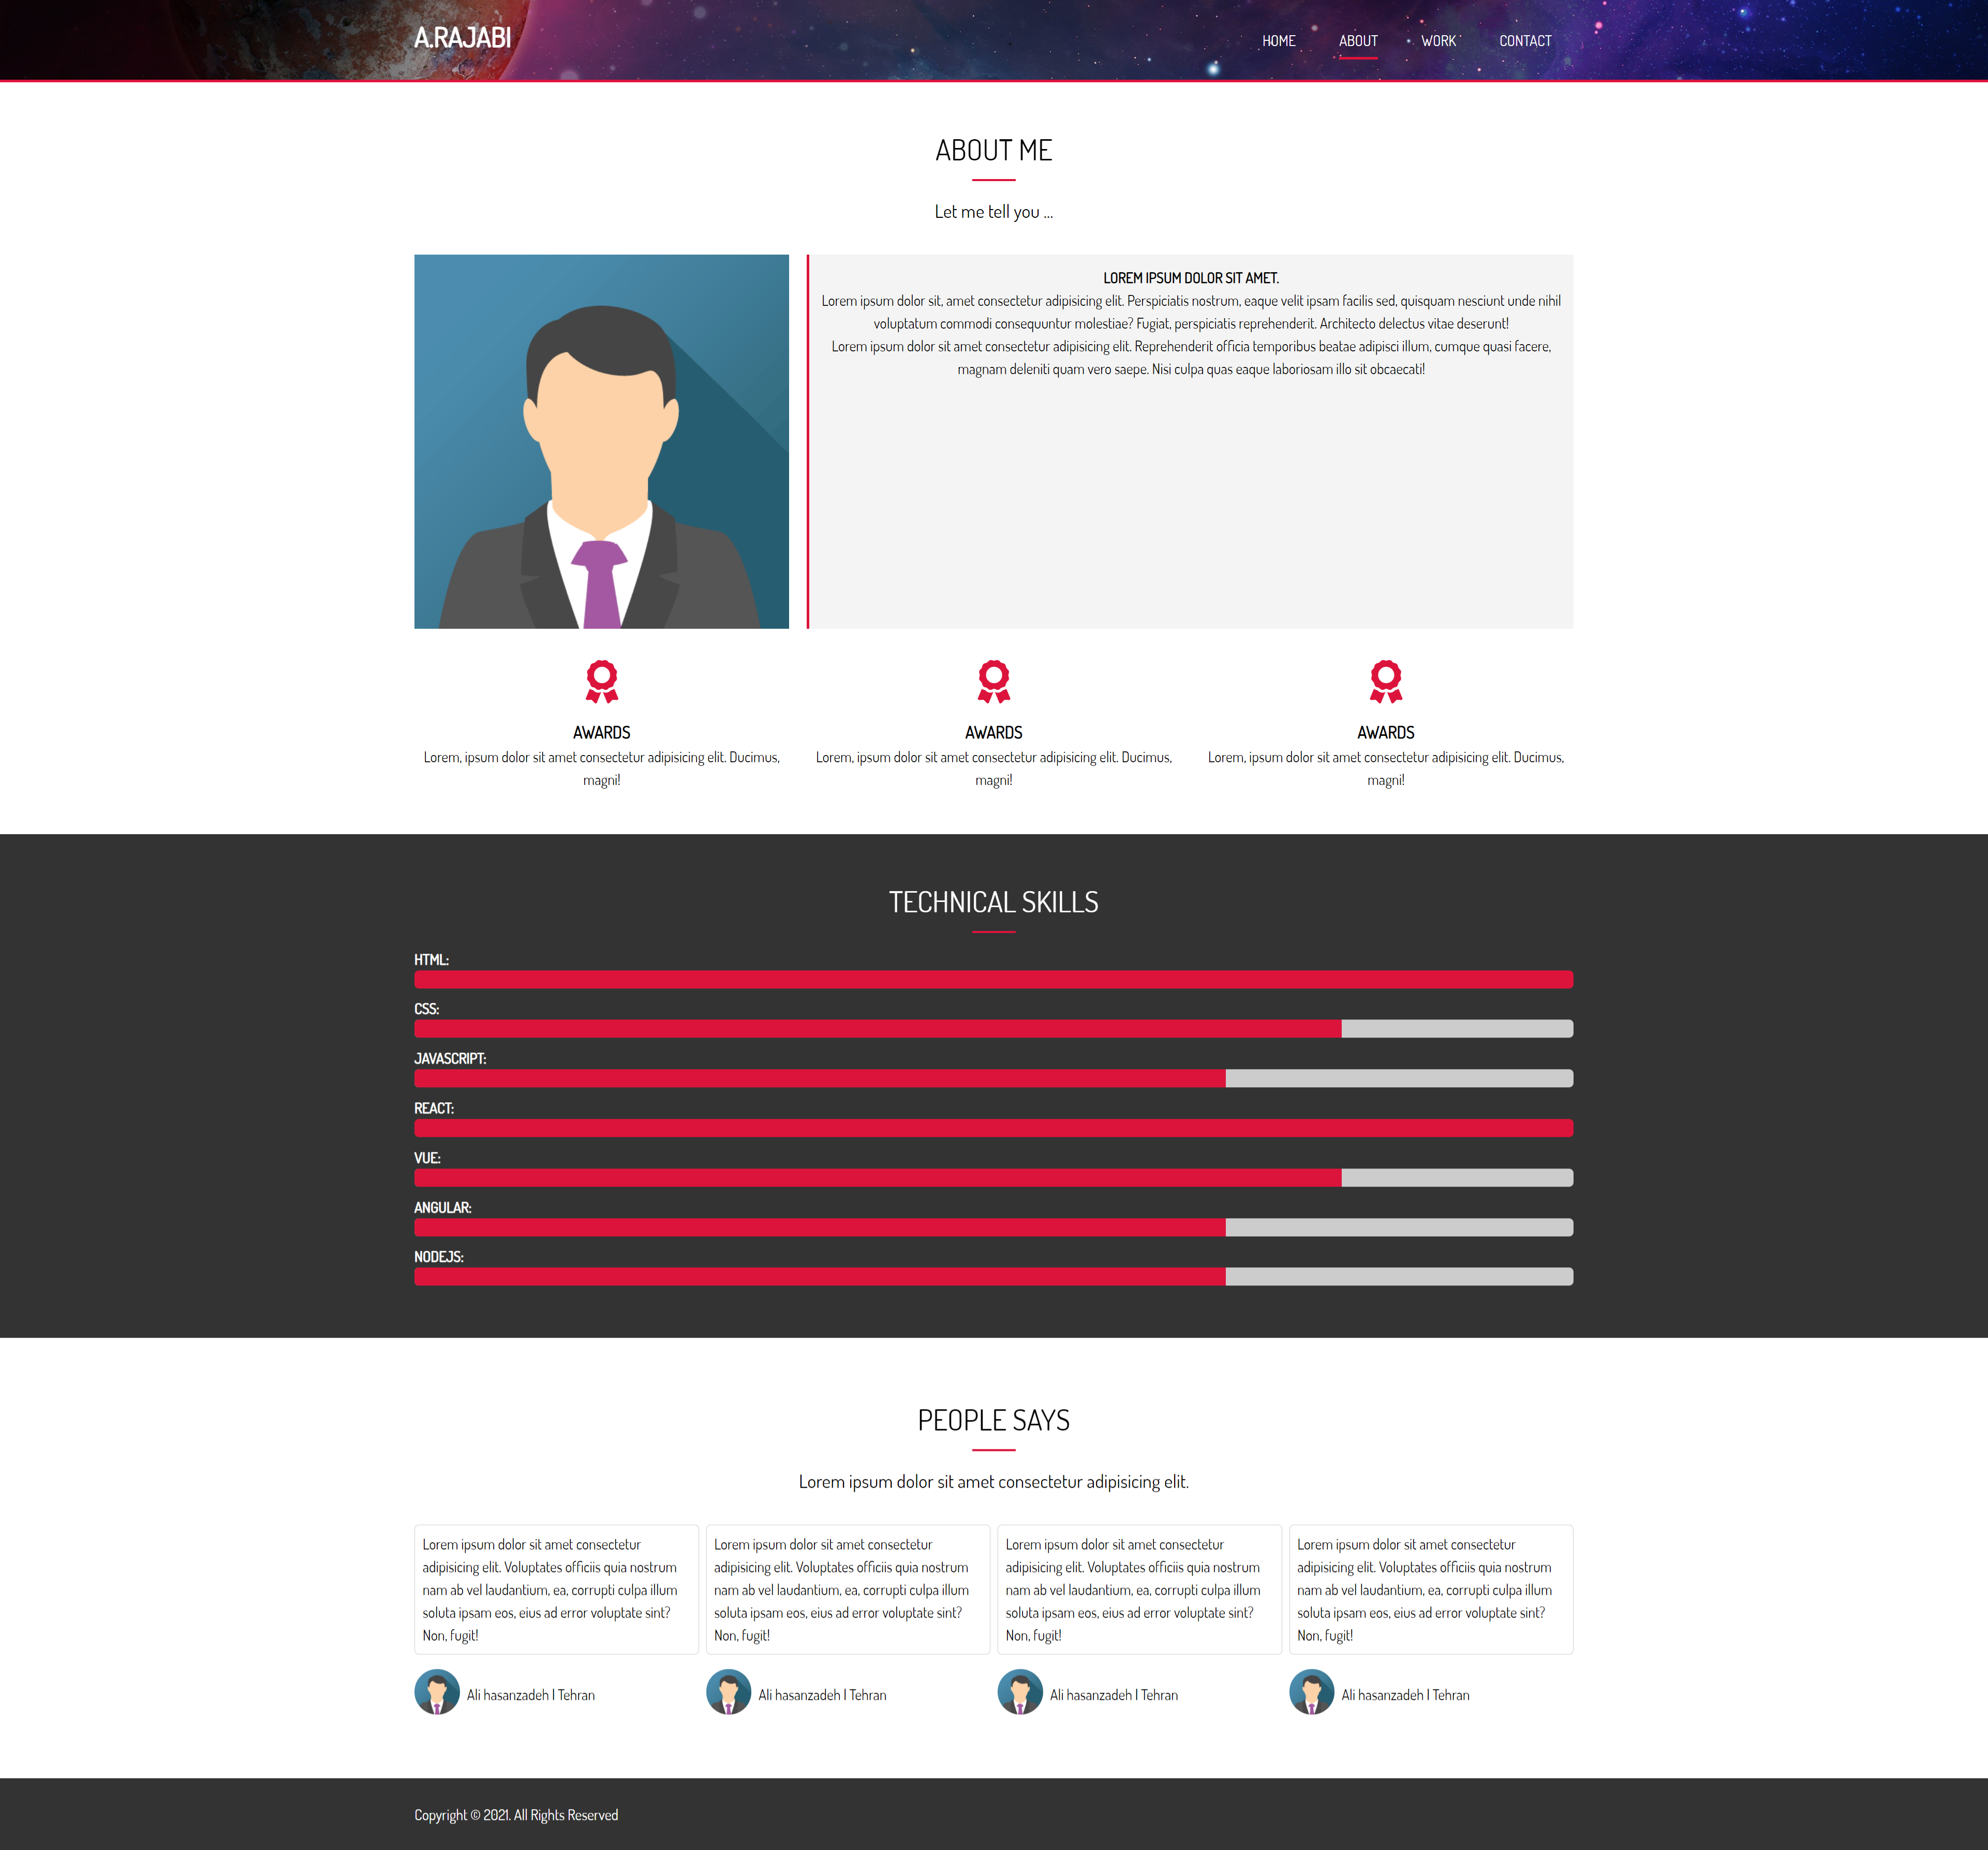 A.RAJABI
HOME ABOUT WORK CONTACT
ABOUT ME
Let me tell you ...
LOREM IPSUM DOLOR SIT AMET.
Lorem ipsum dolor sit, amet consectetur adipisicing elit. Perspiciatis nostrum, eaque velit ipsam facilis sed, quisquam nesciunt unde nihil
voluptatum commodi consequuntur molestiae? Fugiat, perspiciatis reprehenderit. Architecto delectus vitae deserunt!
Lorem ipsum dolor sit amet consectetur adipisicing elit. Reprehenderit officia temporibus beatae adipisci illum, cumque quasi facere,
magnam deleniti quam vero saepe. Nisi culpa quas eaque laboriosam illo sit obcaecati!
AWARDS
Lorem, ipsum dolor sit amet consectetur adipisicing elit. Ducimus,
magni!
AWARDS
Lorem, ipsum dolor sit amet consectetur adipisicing elit. Ducimus,
magni!
AWARDS
Lorem, ipsum dolor sit amet consectetur adipisicing elit. Ducimus,
magni!
TECHNICAL SKILLS
HTML:
CSS:
JAVASCRIPT:
REACT:
VUE:
ANGULAR:
NODEJS:
PEOPLE SAYS
Lorem ipsum dolor sit amet consectetur adipisicing elit.
Lorem ipsum dolor sit amet consectetur
adipisicing elit. Voluptates officiis quia nostrum
nam ab vel laudantium, ea, corrupti culpa illum
soluta ipsam eos, eius ad error voluptate sint?
Non, fugit!
Ali hasanzadeh | Tehran
Lorem ipsum dolor sit amet consectetur
adipisicing elit. Voluptates officiis quia nostrum
nam ab vel laudantium, ea, corrupti culpa illum
soluta ipsam eos, eius ad error voluptate sint?
Non, fugit!
Ali hasanzadeh | Tehran
Lorem ipsum dolor sit amet consectetur
adipisicing elit. Voluptates officiis quia nostrum
nam ab vel laudantium, ea, corrupti culpa illum
soluta ipsam eos, eius ad error voluptate sint?
Non, fugit!
Ali hasanzadeh | Tehran
Lorem ipsum dolor sit amet consectetur
adipisicing elit. Voluptates officiis quia nostrum
nam ab vel laudantium, ea, corrupti culpa illum
soluta ipsam eos, eius ad error voluptate sint?
Non, fugit!
Ali hasanzadeh | Tehran
Copyright © 2021. All Rights Reserved